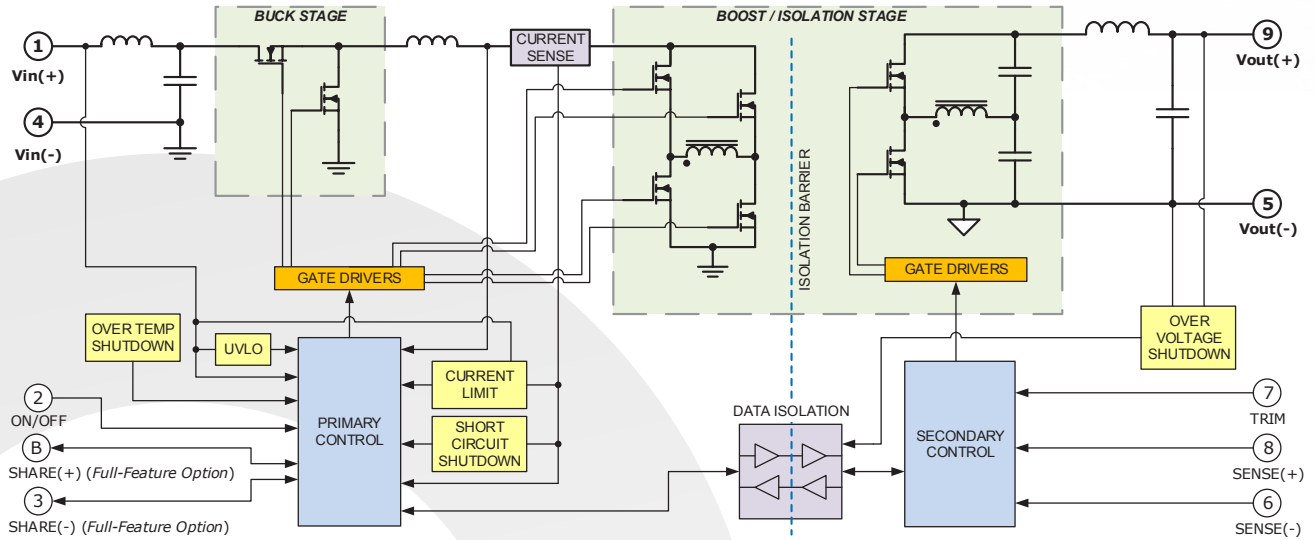 BUCK STAGE
BOOST / ISOLATION STAGE
1
Vin(+)
CURRENT
SENSE
9
Vout(+)
4
Vin(-)
ISOLATION BARRIER
5
Vout(-)
GATE DRIVERS
GATE DRIVERS
OVER TEMP
SHUTDOWN
UVLO
OVER
VOLTAGE
SHUTDOWN
CURRENT
LIMIT
2
ON/OFF
PRIMARY
CONTROL
DATA ISOLATION
SECONDARY
CONTROL
7
TRIM
SHORT
CIRCUIT
SHUTDOWN
B
SHARE(+) (Full-Feature Option)
8
SENSE(+)
3
SHARE(-) (Full-Feature Option)
6
SENSE(-)